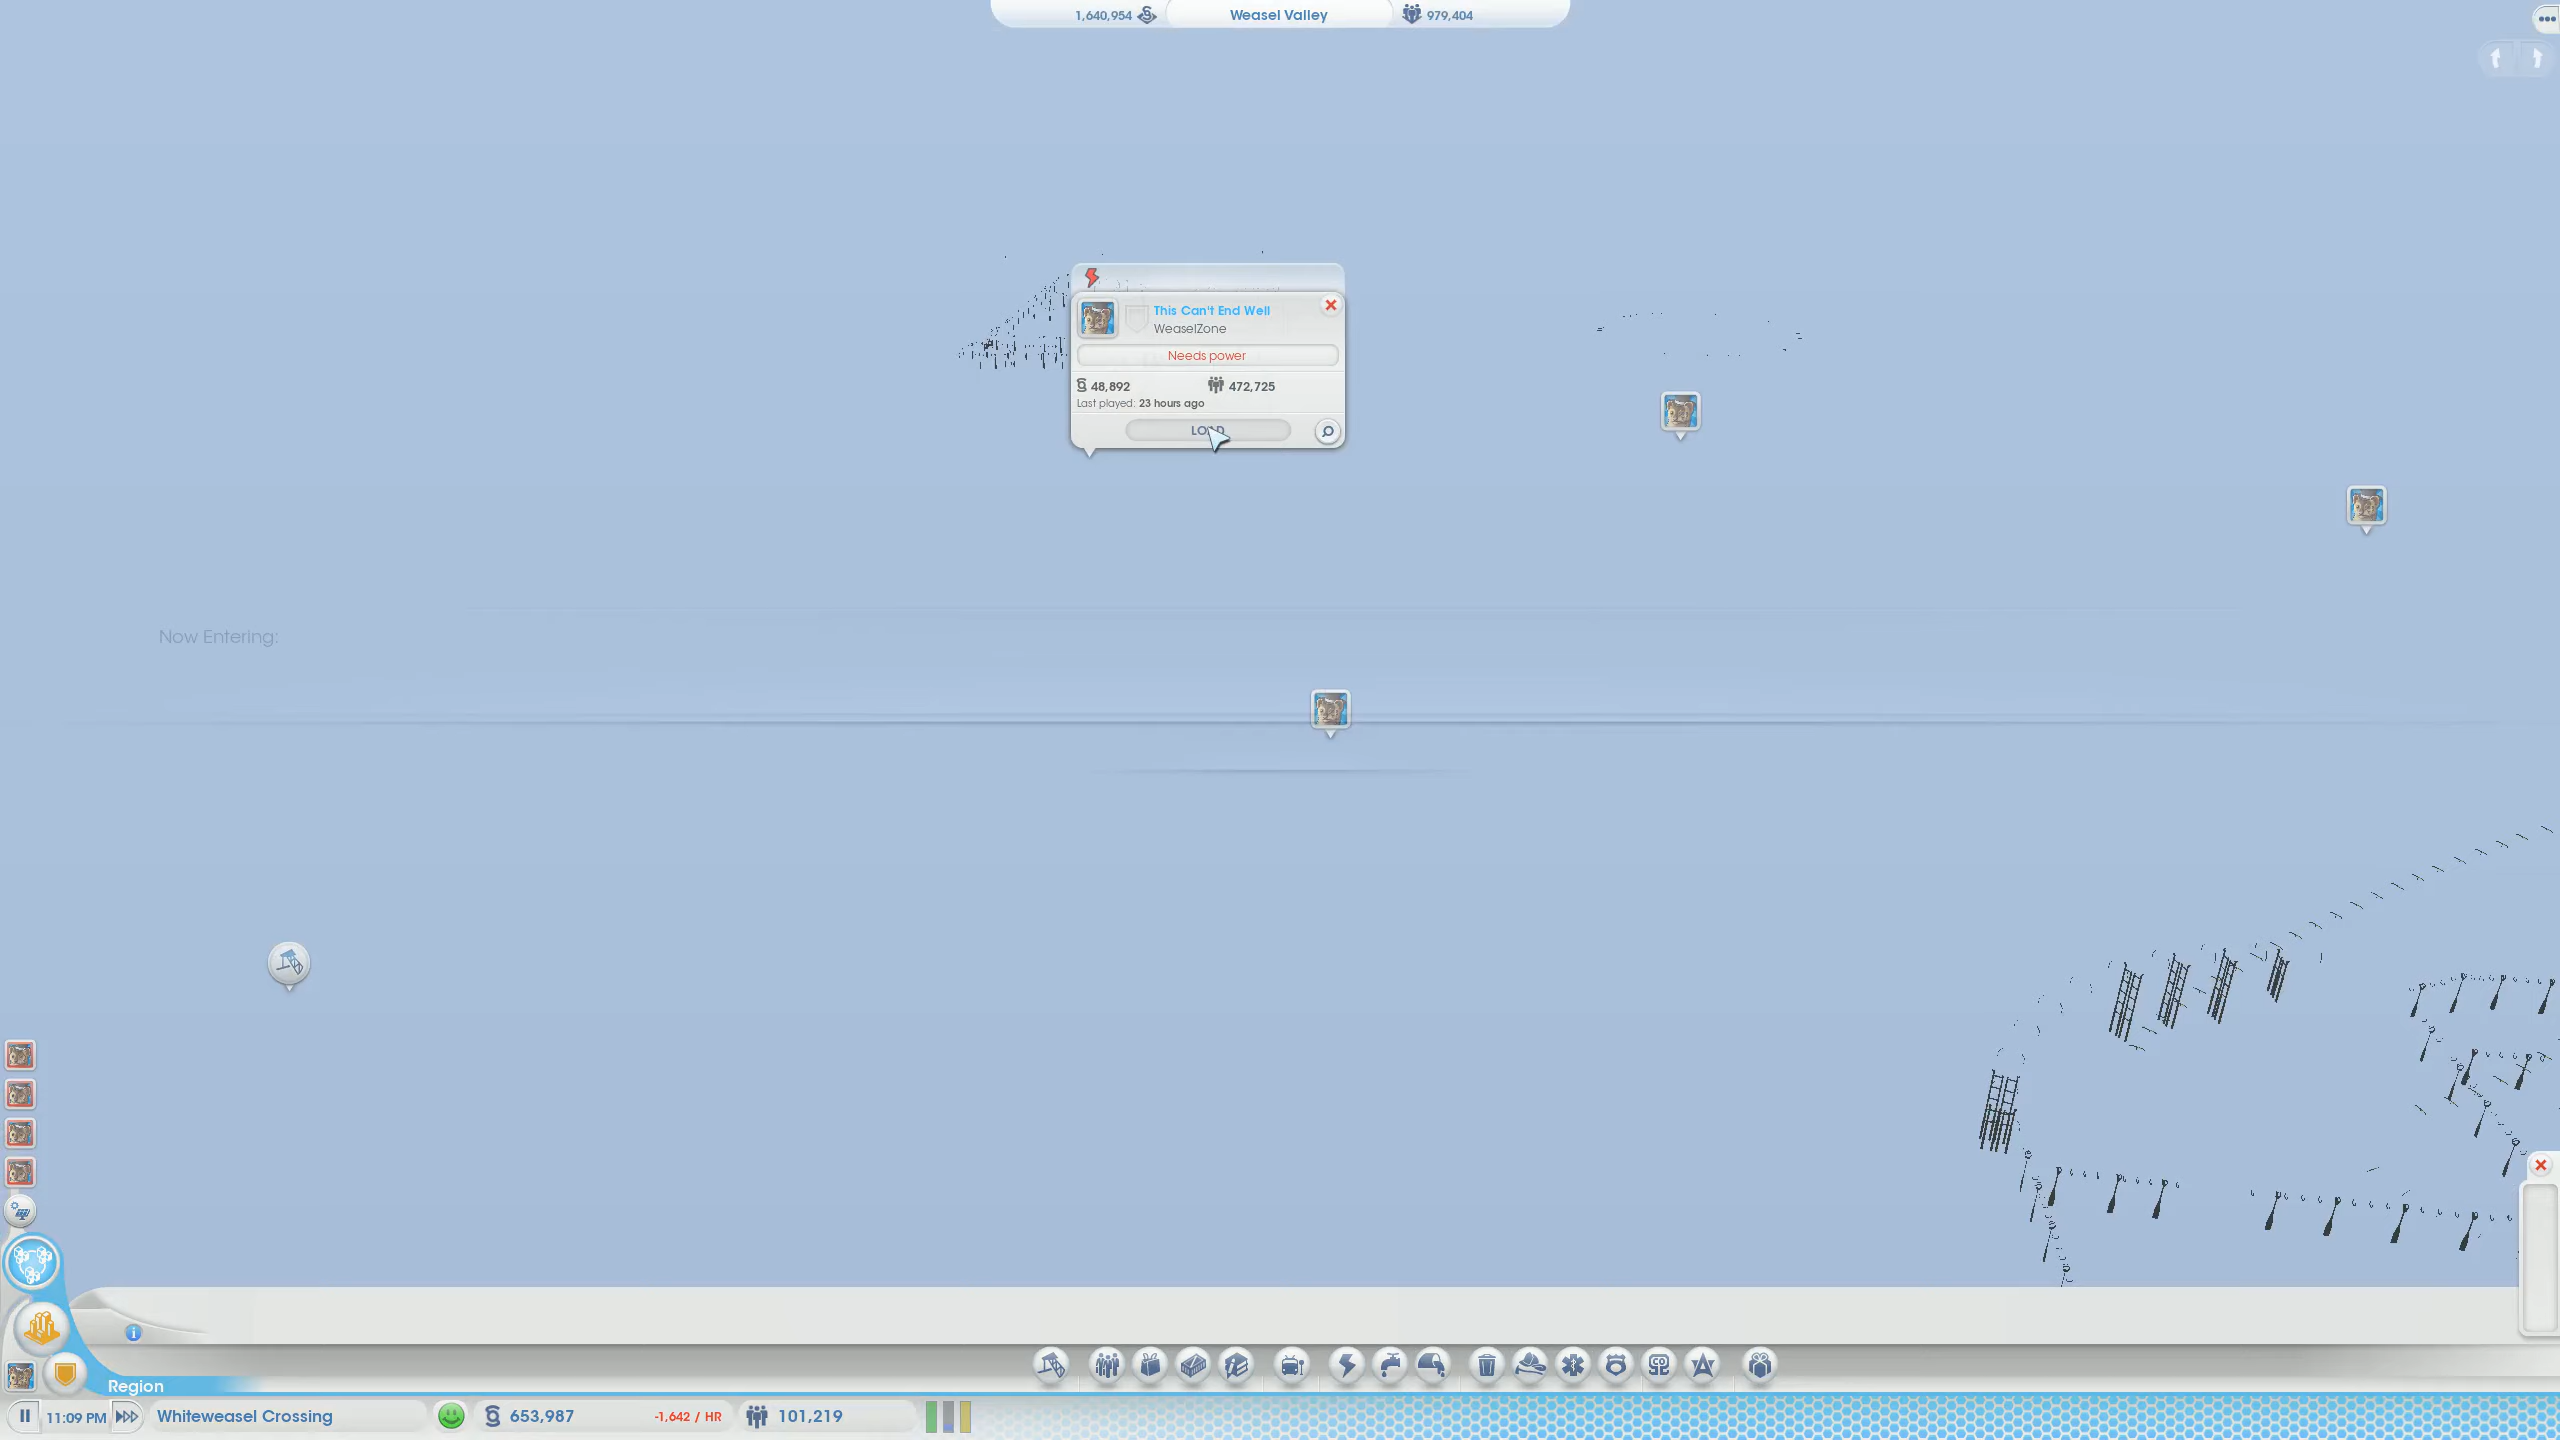 1,640,954
Weasel Valley
979,404
This Can't End Well
WeaselZone
Needs power
48,892
472,725
Last played: 23 hours ago
LOAD
Now Entering:
Region
11:09 PM
Whiteweasel Crossing
653,987
-1,642 / HR
101,219